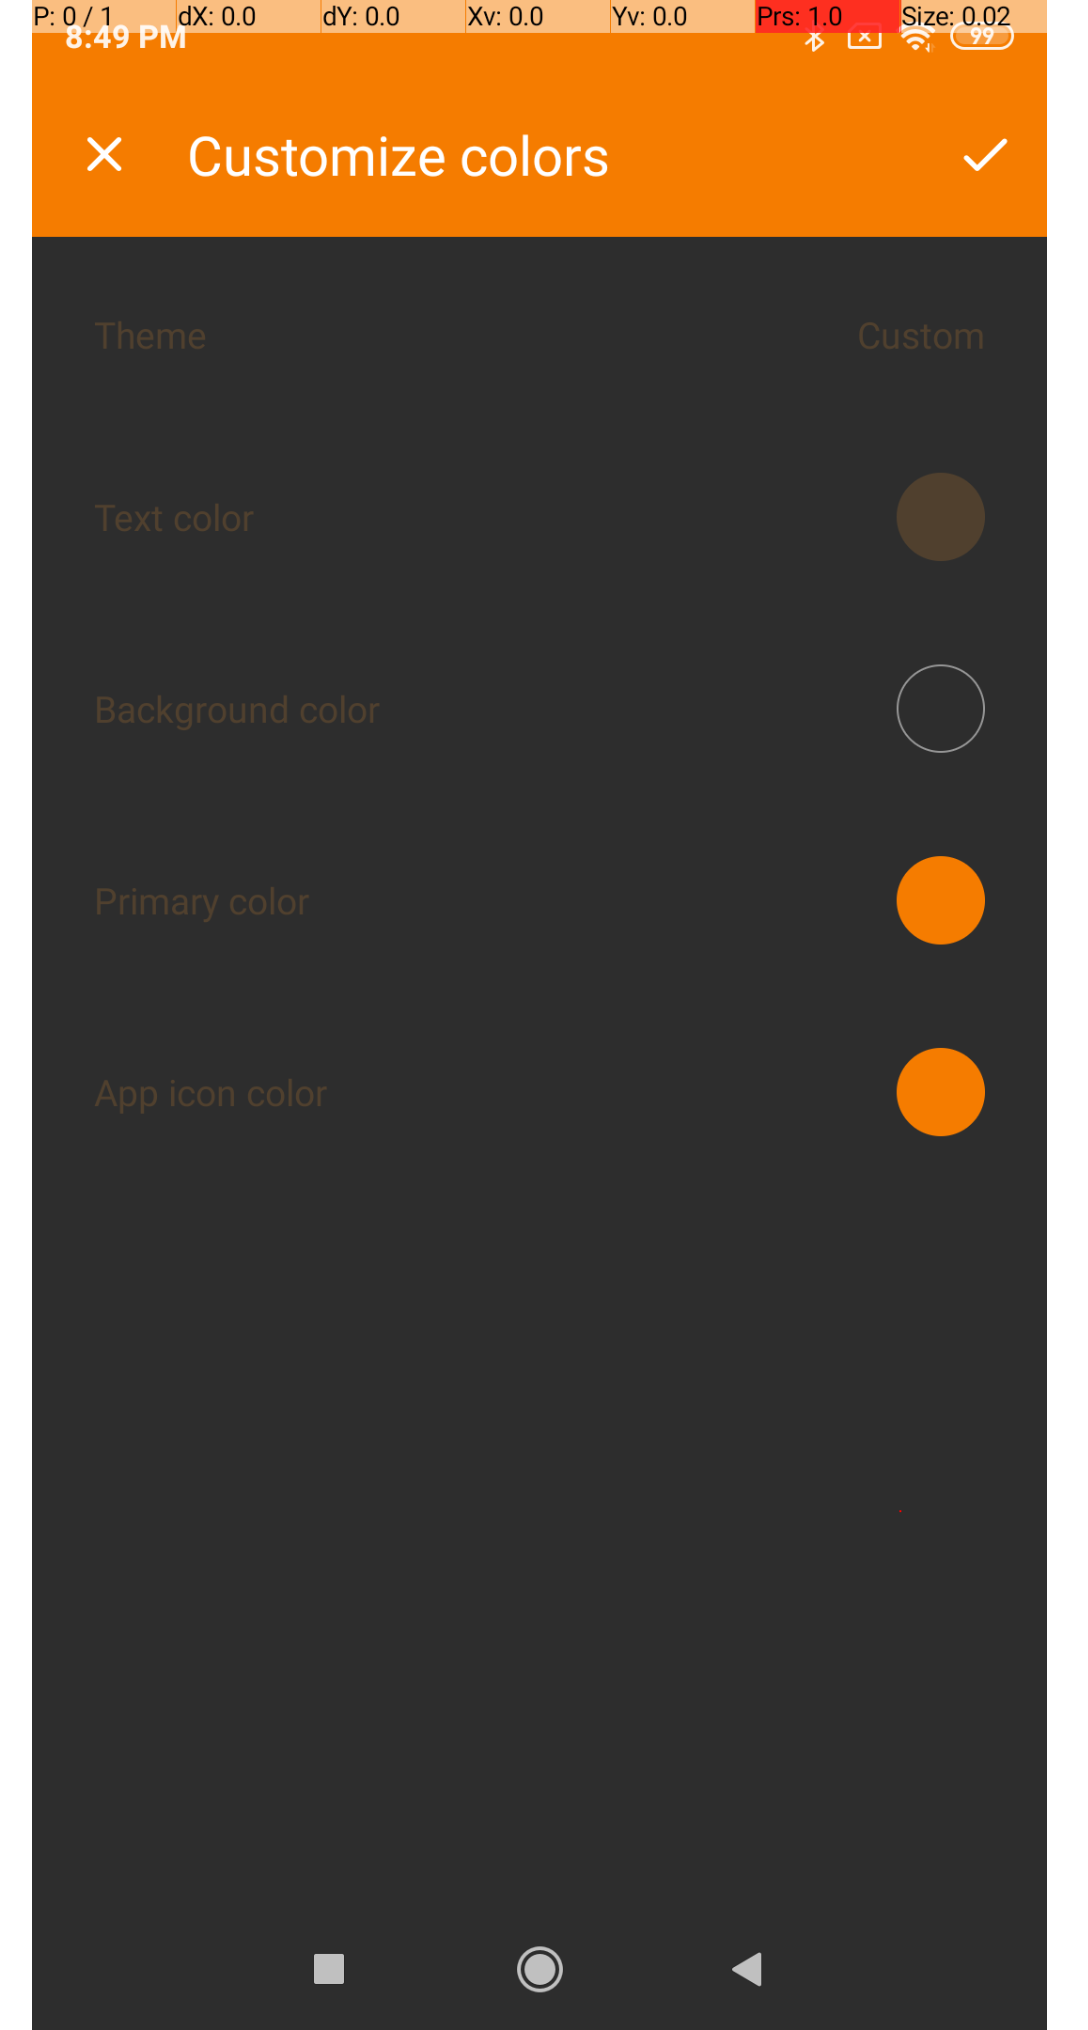 P: 0 / 1 dX: 0.0 dY: 0.0 Xv: 0.0 Yv: 0.0 Prs: 1.0 Size: 0.02
8:49 PM 99
Customize colors
Theme Custom
Text color
Background color
Primary color
App icon color